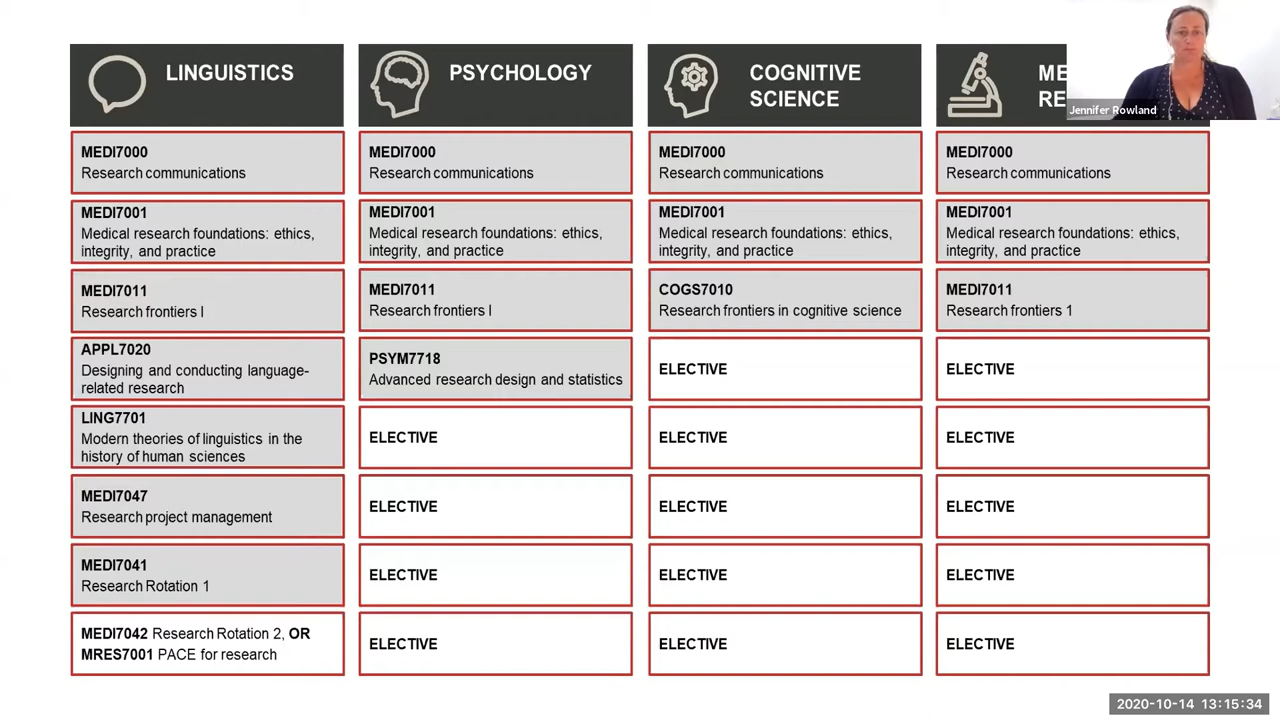 LINGUISTICS
MEDI7000
Research communications
MEDI7001
Medical research foundations: ethics,
integrity, and practice
MEDI7011
Research frontiers I
APPL7020
Designing and conducting language-
related research
LING7701
Modern theories of linguistics in the
history of human sciences
MEDI7047
Research project management
MEDI7041
Research Rotation 1
MEDI7042 Research Rotation 2, OR
MRES7001 PACE for research
PSYCHOLOGY
MEDI7000
Research communications
MEDI7001
Medical research foundations: ethics,
integrity, and practice
MEDI7011
Research frontiers I
PSYM7718
Advanced research design and statistics
ELECTIVE
ELECTIVE
ELECTIVE
ELECTIVE
COGNITIVE
SCIENCE
MEDI7000
Research communications
MEDI7001
Medical research foundations: ethics,
integrity, and practice
COGS7010
Research frontiers in cognitive science
ELECTIVE
ELECTIVE
ELECTIVE
ELECTIVE
ELECTIVE
Jennifer Rowland
MEDI7000
Research communications
MEDI7001
Medical research foundations: ethics,
integrity, and practice
MEDI7011
Research frontiers 1
ELECTIVE
ELECTIVE
ELECTIVE
ELECTIVE
ELECTIVE
2020-10-14 13:15:34